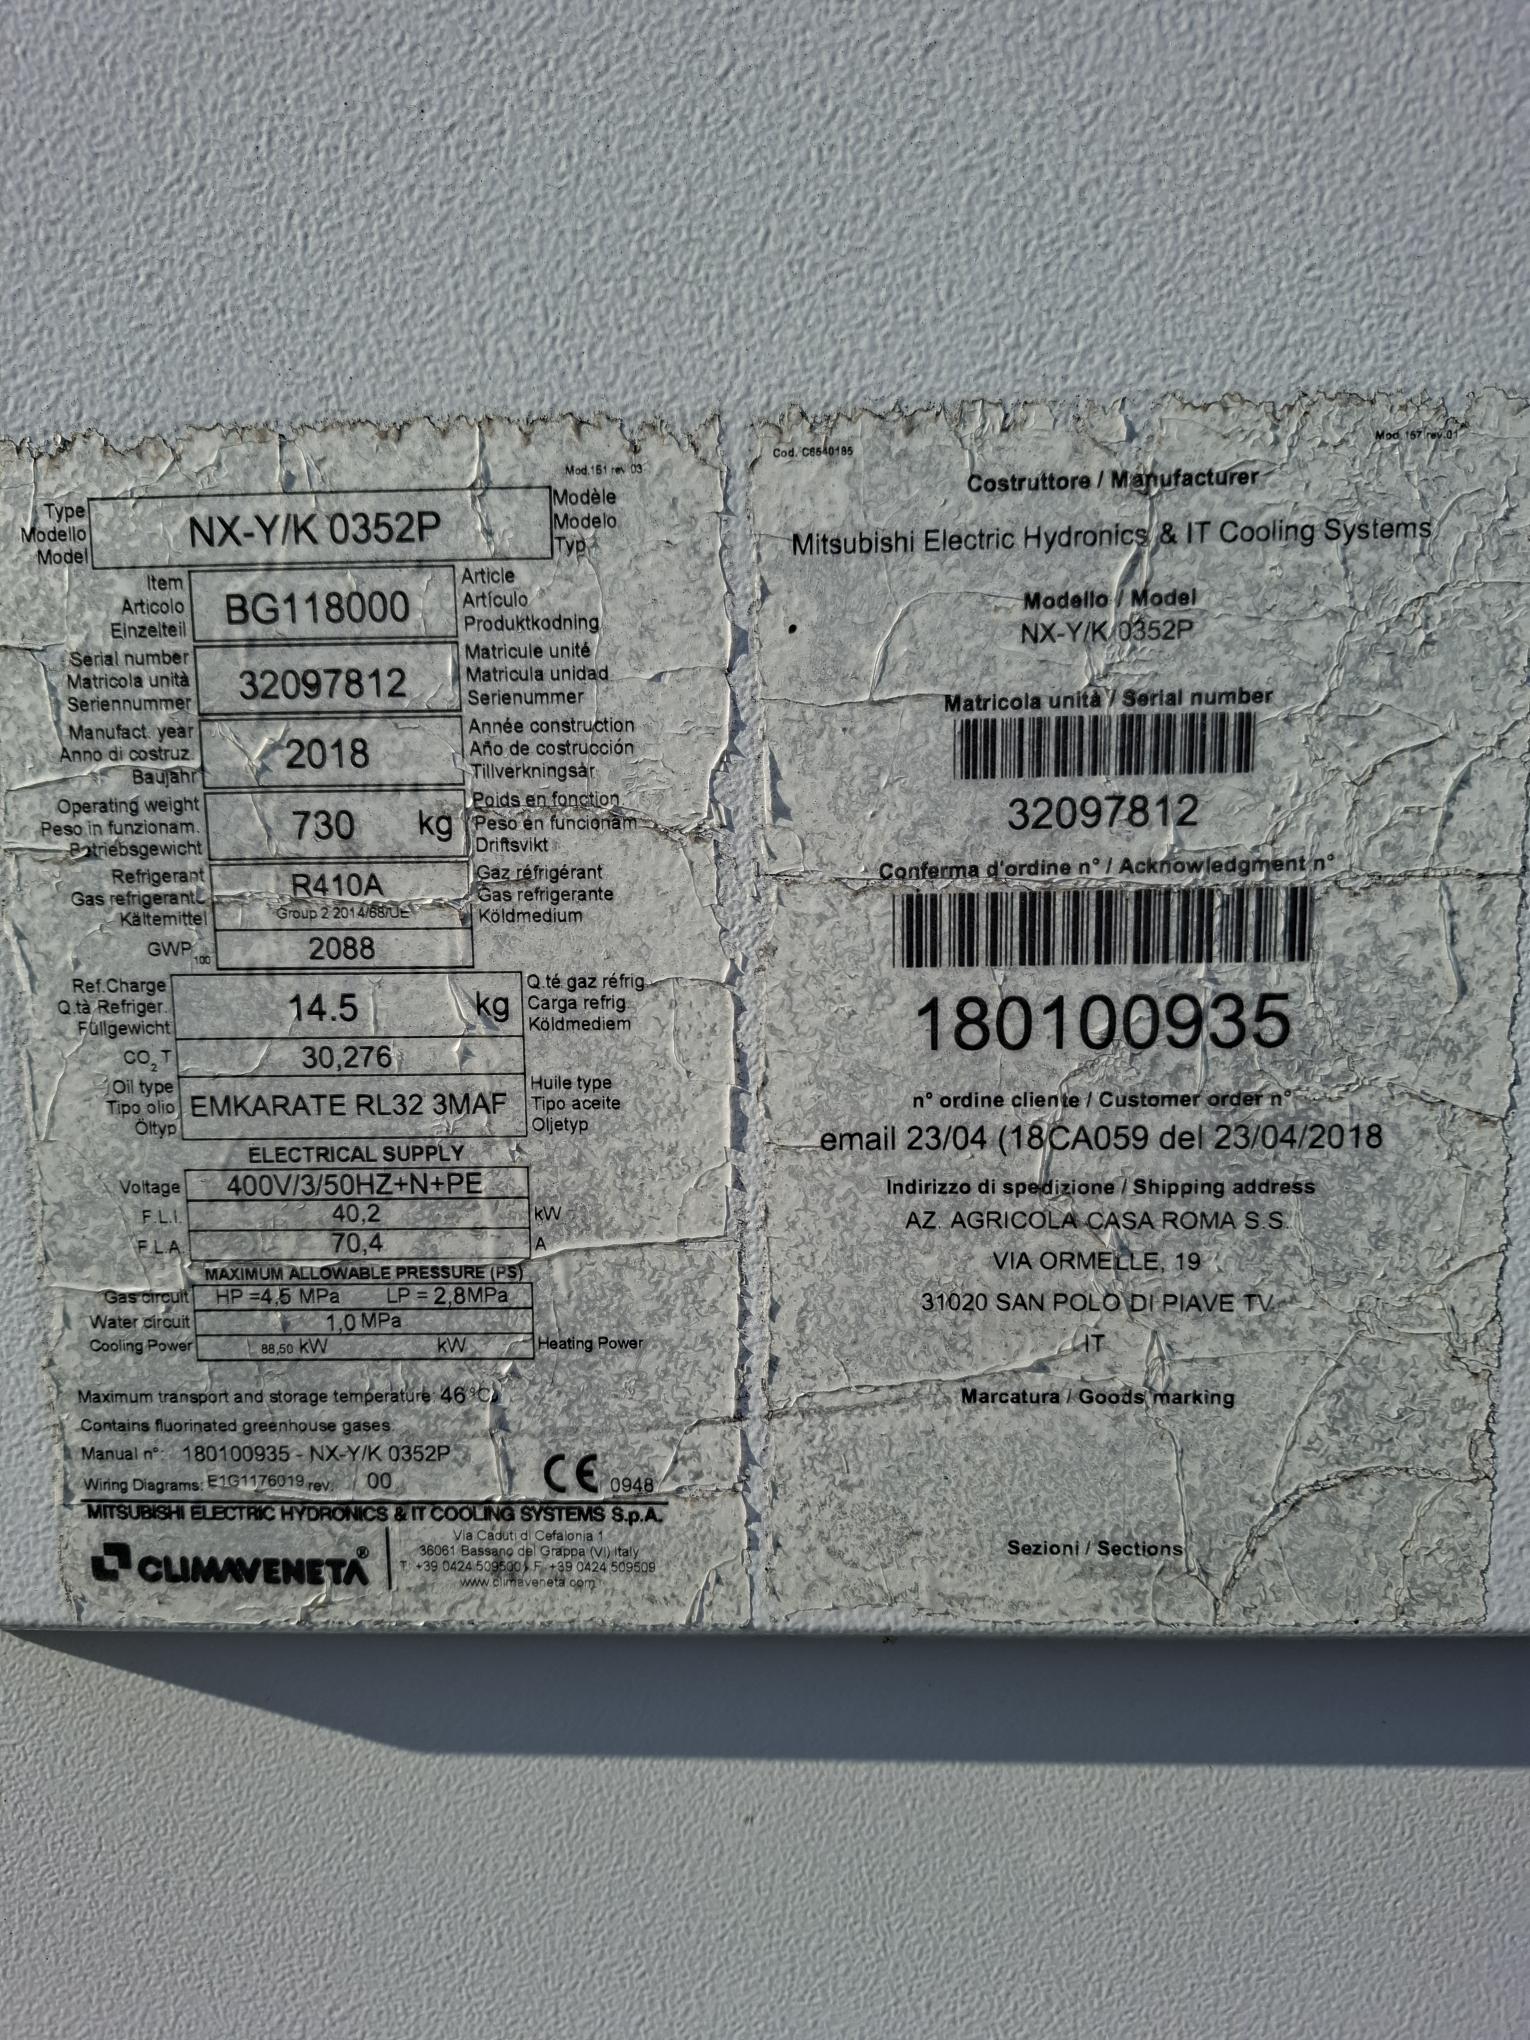 Mod.151 rev 03
Type
Modello
Model
NX-Y/K 0352P
Modèle
Modelo
Typ
Item
Articolo
Einzelteil
BG118000
Article
Artículo
Produktkodning
Serial number
Matricola unità
Seriennummer
32097812
Matricule unité
Matricula unidad
Serienummer
Manufact. year
Anno di costruz.
Baujahr
2018
Année construction
Año de costrucción
Tillverkningsår
Operating weight
Peso in funzionam.
Betriebsgewicht
730 kg
Poids en fonction
Peso en funcionam
Driftsvikt
Refrigerant
Gas refrigerante
Kältemittel
R410A
Group 2 2014/68/UE
Gaz réfrigérant
Gas refrigerante
Köldmedium
GWP 100
2088
Ref.Charge
Q.tà Refriger.
Füllgewicht
14.5 kg
Q.té gaz réfrig
Carga refrig
Köldmediem
CO2 T
30,276
Oil type
Tipo olio
Öltyp
EMKARATE RL32 3MAF
Huile type
Tipo aceite
Oljetyp
ELECTRICAL SUPPLY
Voltage 400V/3/50HZ+N+PE
F.L.I. 40,2 kW
F.L.A. 70,4 A
MAXIMUM ALLOWABLE PRESSURE (PS)
Gas circuit HP =4,5 MPa LP = 2,8MPa
Water circuit 1,0 MPa
Cooling Power 88,50 kW kW Heating Power
Maximum transport and storage temperature: 46 °C
Contains fluorinated greenhouse gases.
Manual n°: 180100935 - NX-Y/K 0352P
Wiring Diagrams: E1G1176019 rev. / 00
CE 0948
MITSUBISHI ELECTRIC HYDRONICS & IT COOLING SYSTEMS S.p.A.
CLIMAVENETA®
Via Caduti di Cefalonia 1
36061 Bassano del Grappa (VI) Italy
T. +39 0424 509500 F. +39 0424 509509
www.climaveneta.com
Cod. C6540185
Mod.157 rev.01
Costruttore / Manufacturer
Mitsubishi Electric Hydronics & IT Cooling Systems
Modello / Model
NX-Y/K 0352P
Matricola unità / Serial number
32097812
Conferma d'ordine n° / Acknowledgment n°
180100935
n° ordine cliente / Customer order n°
email 23/04 (18CA059 del 23/04/2018
Indirizzo di spedizione / Shipping address
AZ. AGRICOLA CASA ROMA S.S.
VIA ORMELLE, 19
31020 SAN POLO DI PIAVE TV
IT
Marcatura / Goods marking
Sezioni / Sections